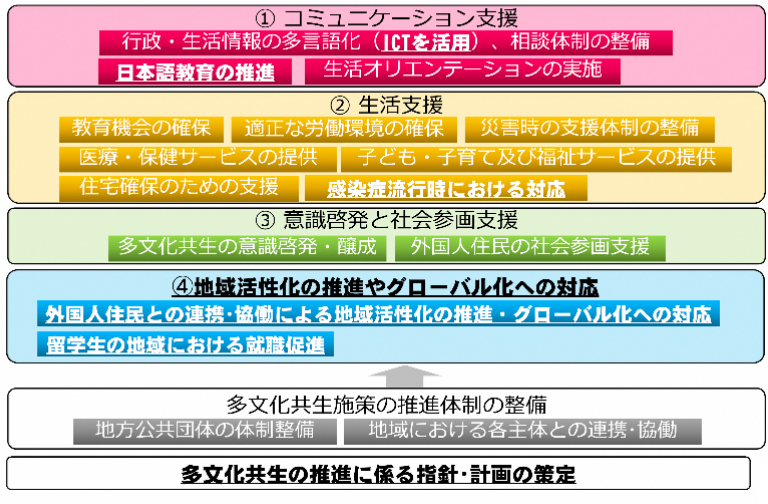 ① コミュニケーション支援
行政・生活情報の多言語化（ICTを活用）、相談体制の整備
日本語教育の推進 生活オリエンテーションの実施
② 生活支援
教育機会の確保 適正な労働環境の確保 災害時の支援体制の整備
医療・保健サービスの提供 子ども・子育て及び福祉サービスの提供
住宅確保のための支援 感染症流行時における対応
③ 意識啓発と社会参画支援
多文化共生の意識啓発・醸成 外国人住民の社会参画支援
④地域活性化の推進やグローバル化への対応
外国人住民との連携・協働による地域活性化の推進・グローバル化への対応
留学生の地域における就職促進
多文化共生施策の推進体制の整備
地方公共団体の体制整備 地域における各主体との連携・協働
多文化共生の推進に係る指針・計画の策定